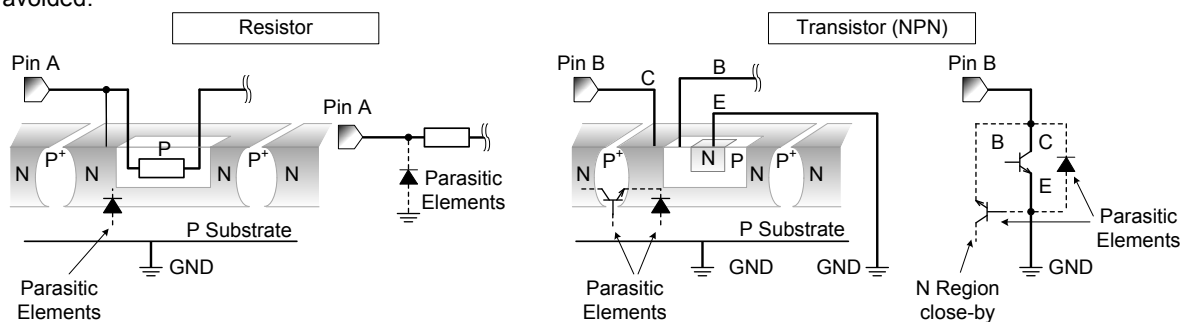 avoided.
Resistor
Transistor (NPN)
Pin A
Pin A
P
N P+ N N P+ N
Parasitic
Elements
P Substrate
GND
Parasitic
Elements
Pin B
C
B
E
N P+ N P N P+ N
P Substrate
GND
GND
Parasitic
Elements
Pin B
B C
E
Parasitic
Elements
GND
N Region
close-by